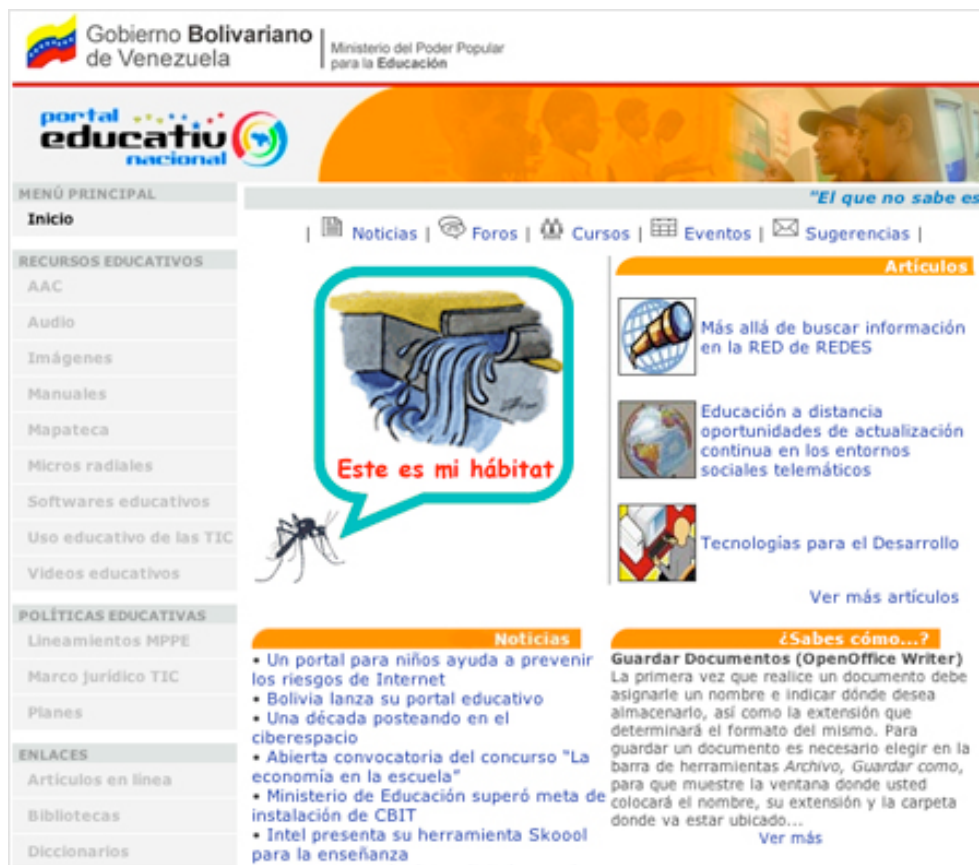 Gobierno Bolivariano
de Venezuela
Ministerio del Poder Popular
para la Educación
portal
educativo
nacional
MENÚ PRINCIPAL
Inicio
RECURSOS EDUCATIVOS
AAC
Audio
Imágenes
Manuales
Mapateca
Micros radiales
Softwares educativos
Uso educativo de las TIC
Videos educativos
POLÍTICAS EDUCATIVAS
Lineamientos MPPE
Marco jurídico TIC
Planes
ENLACES
Artículos en línea
Bibliotecas
Diccionarios
"El que no sabe es
| Noticias | Foros | Cursos | Eventos | Sugerencias |
Este es mi hábitat
Artículos
Más allá de buscar información
en la RED de REDES
Educación a distancia
oportunidades de actualización
continua en los entornos
sociales telemáticos
Tecnologías para el Desarrollo
Ver más artículos
Noticias
• Un portal para niños ayuda a prevenir
los riesgos de Internet
• Bolivia lanza su portal educativo
• Una década posteando en el
ciberespacio
• Abierta convocatoria del concurso “La
economía en la escuela”
• Ministerio de Educación superó meta de
instalación de CBIT
• Intel presenta su herramienta Skoool
para la enseñanza
¿Sabes cómo...?
Guardar Documentos (OpenOffice Writer)
La primera vez que realice un documento debe
asignarle un nombre e indicar dónde desea
almacenarlo, así como la extensión que
determinará el formato del mismo. Para
guardar un documento es necesario elegir en la
barra de herramientas Archivo, Guardar como,
para que muestre la ventana donde usted
colocará el nombre, su extensión y la carpeta
donde va estar ubicado...
Ver más